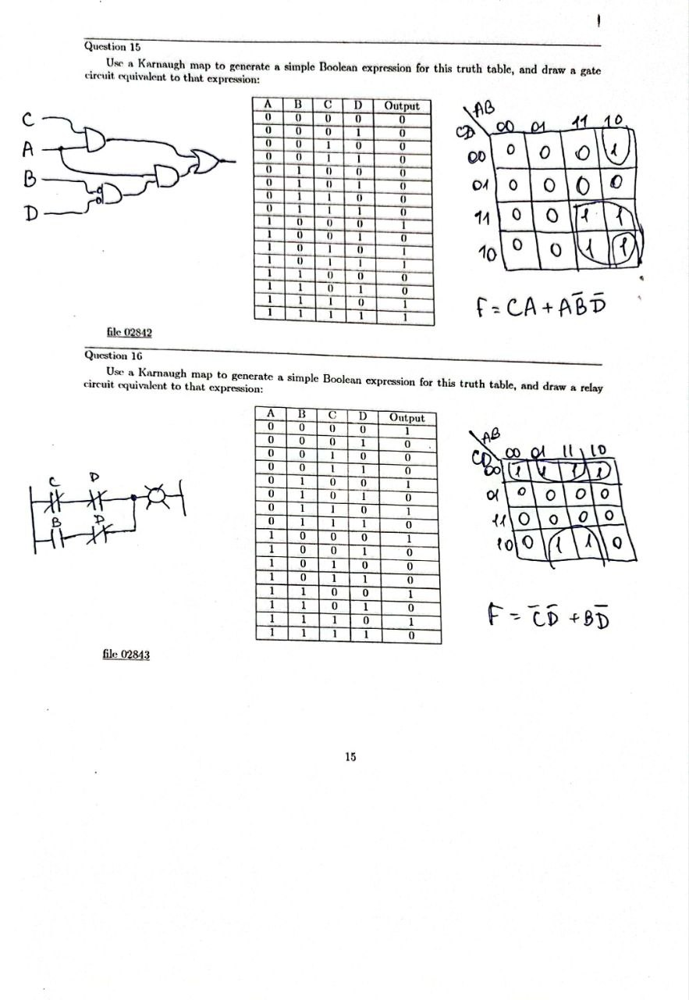 1
Question 15
Use a Karnaugh map to generate a simple Boolean expression for this truth table, and draw a gate
circuit equivalent to that expression:
C
A
B
D
A B C D Output
0 0 0 0 0
0 0 0 1 0
0 0 1 0 0
0 0 1 1 0
0 1 0 0 0
0 1 0 1 0
0 1 1 0 0
0 1 1 1 0
1 0 0 0 1
1 0 0 1 0
1 0 1 0 1
1 0 1 1 1
1 1 0 0 0
1 1 0 1 0
1 1 1 0 1
1 1 1 1 1
AB
CD 00 01 11 10
00 0 0 0 1
01 0 0 0 0
11 0 0 1 1
10 0 0 1 1
F = CA + AB̄D̄
file 02842
Question 16
Use a Karnaugh map to generate a simple Boolean expression for this truth table, and draw a relay
circuit equivalent to that expression:
C D
B D
A B C D Output
0 0 0 0 1
0 0 0 1 0
0 0 1 0 0
0 0 1 1 0
0 1 0 0 1
0 1 0 1 0
0 1 1 0 1
0 1 1 1 0
1 0 0 0 1
1 0 0 1 0
1 0 1 0 0
1 0 1 1 0
1 1 0 0 1
1 1 0 1 0
1 1 1 0 1
1 1 1 1 0
AB
CD 00 01 11 10
00 1 1 1 1
01 0 0 0 0
11 0 0 0 0
10 0 1 1 0
F = C̄D̄ + BD̄
file 02843
15